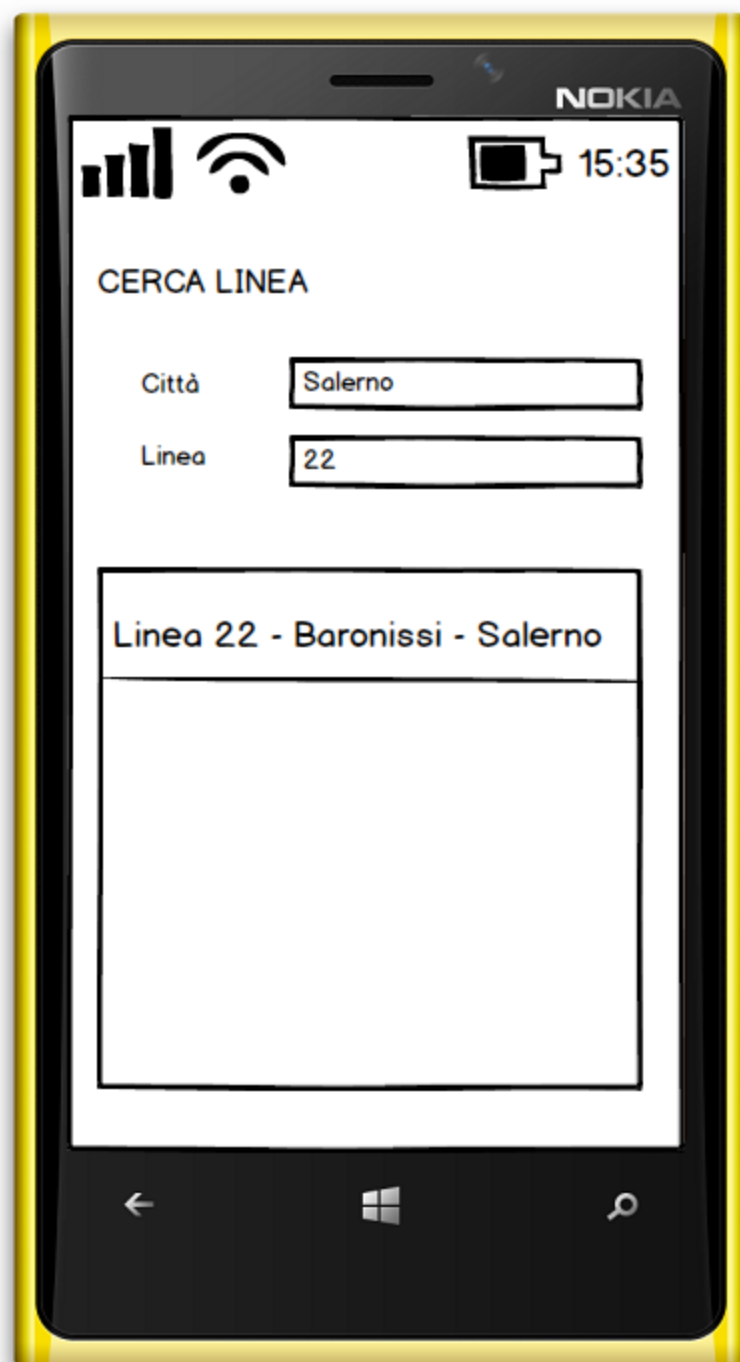 NOKIA
15:35
CERCA LINEA
Città Salerno
Linea 22
Linea 22 - Baronissi - Salerno